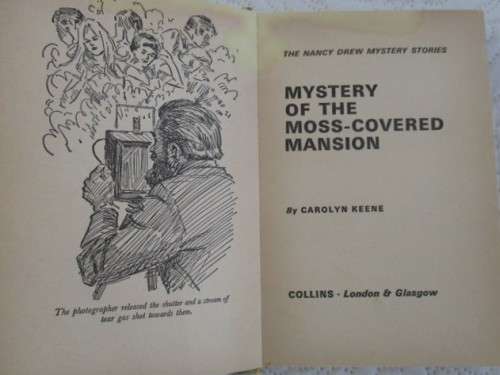 The photographer released the shutter and a stream of
tear gas shot towards them.
THE NANCY DREW MYSTERY STORIES
MYSTERY
OF THE
MOSS-COVERED
MANSION
By CAROLYN KEENE
COLLINS · London & Glasgow